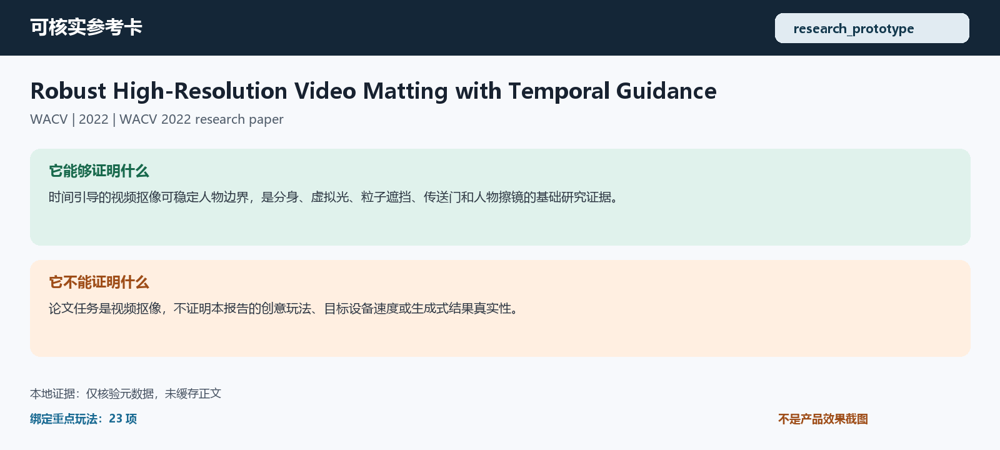 可核实参考卡
research_prototype
Robust High-Resolution Video Matting with Temporal Guidance
WACV | 2022 | WACV 2022 research paper
它能够证明什么
时间引导的视频抠像可稳定人物边界，是分身、虚拟光、粒子遮挡、传送门和人物擦镜的基础研究证据。
它不能证明什么
论文任务是视频抠像，不证明本报告的创意玩法、目标设备速度或生成式结果真实性。
本地证据：仅核验元数据，未缓存正文
绑定重点玩法：23 项
不是产品效果截图